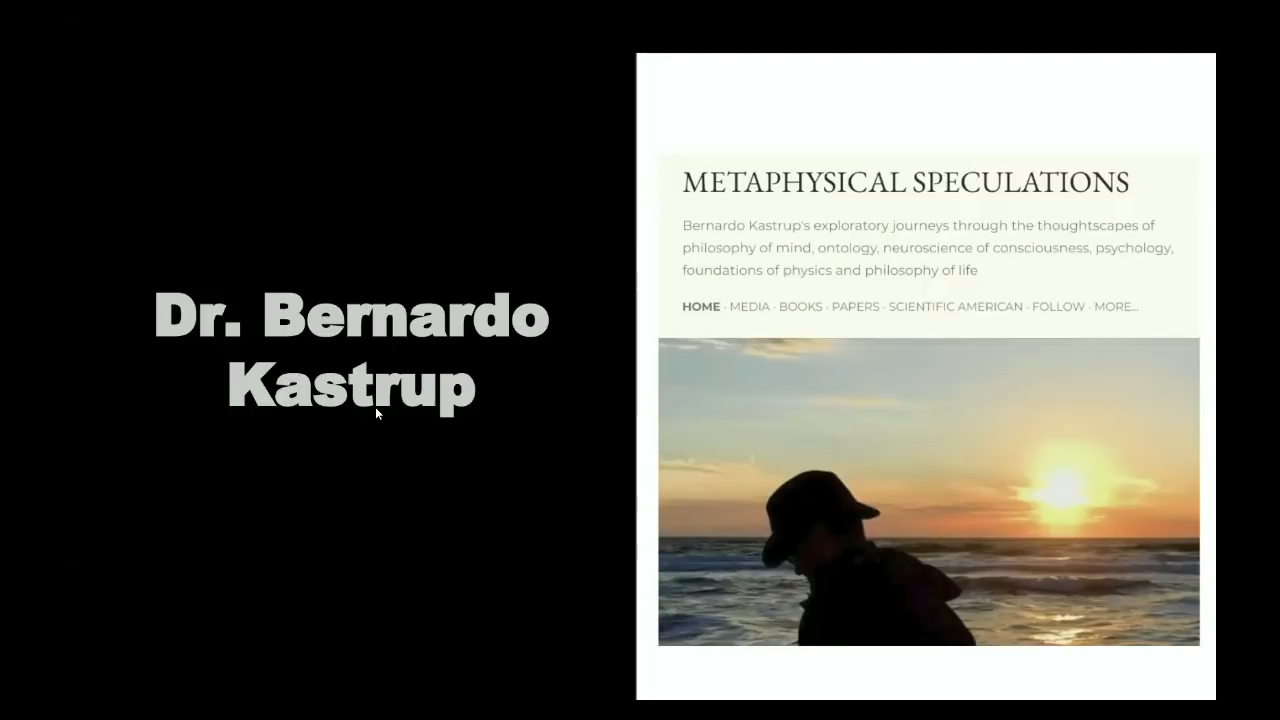 Dr. Bernardo
Kastrup
METAPHYSICAL SPECULATIONS
Bernardo Kastrup's exploratory journeys through the thoughtscapes of
philosophy of mind, ontology, neuroscience of consciousness, psychology,
foundations of physics and philosophy of life
HOME · MEDIA · BOOKS · PAPERS · SCIENTIFIC AMERICAN · FOLLOW · MORE...